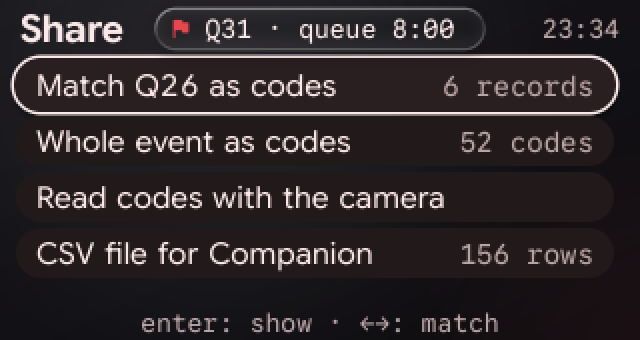 Share Q31 · queue 8:00 23:34
Match Q26 as codes 6 records
Whole event as codes 52 codes
Read codes with the camera
CSV file for Companion 156 rows
enter: show · ↔: match